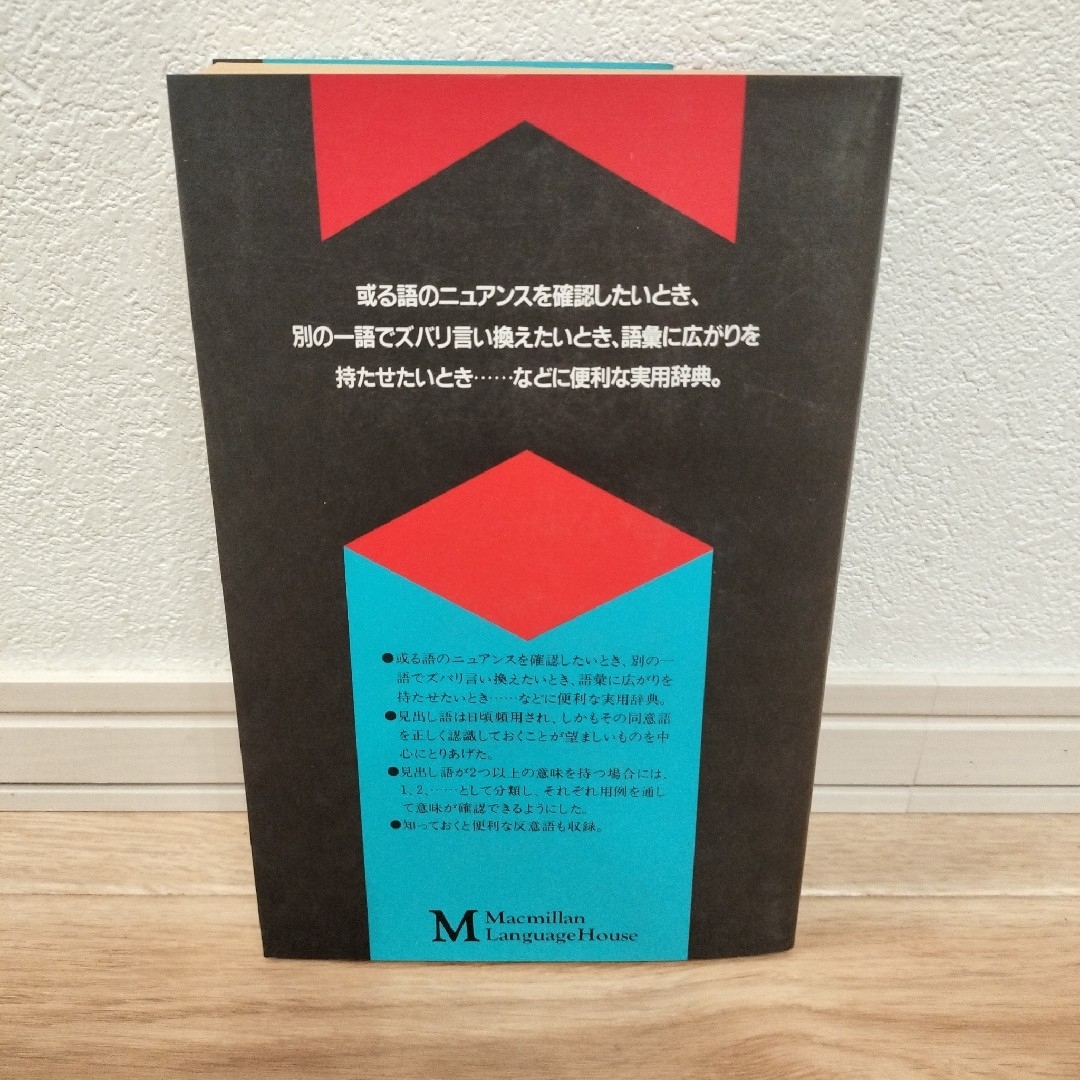 或る語のニュアンスを確認したいとき、
別の一語でズバリ言い換えたいとき、語彙に広がりを
持たせたいとき……などに便利な実用辞典。
●或る語のニュアンスを確認したいとき、別の一
語でズバリ言い換えたいとき、語彙に広がりを
持たせたいとき……などに便利な実用辞典。
●見出し語は日頃頻用され、しかもその同意語
を正しく認識しておくことが望ましいものを中
心にとりあげた。
●見出し語が2つ以上の意味を持つ場合には、
1、2、……として分類し、それぞれ用例を通し
て意味が確認できるようにした。
●知っておくと便利な反意語も収録。
M Macmillan
LanguageHouse